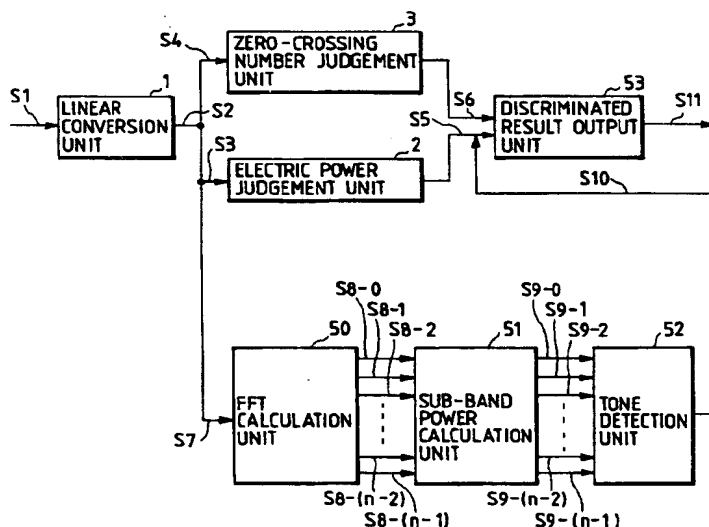 3
S4
ZERO-CROSSING
NUMBER JUDGEMENT
UNIT
S1
1
LINEAR
CONVERSION
UNIT
S2
S6
S5
53
DISCRIMINATED
RESULT OUTPUT
UNIT
S11
S3
2
ELECTRIC POWER
JUDGEMENT UNIT
S10
S8-0
S8-1
S8-2
S9-0
S9-1
S9-2
50
51
52
FFT
CALCULATION
UNIT
SUB-BAND
POWER
CALCULATION
UNIT
TONE
DETECTION
UNIT
S7
S8-(n-2)
S8-(n-1)
S9-(n-2)
S9-(n-1)